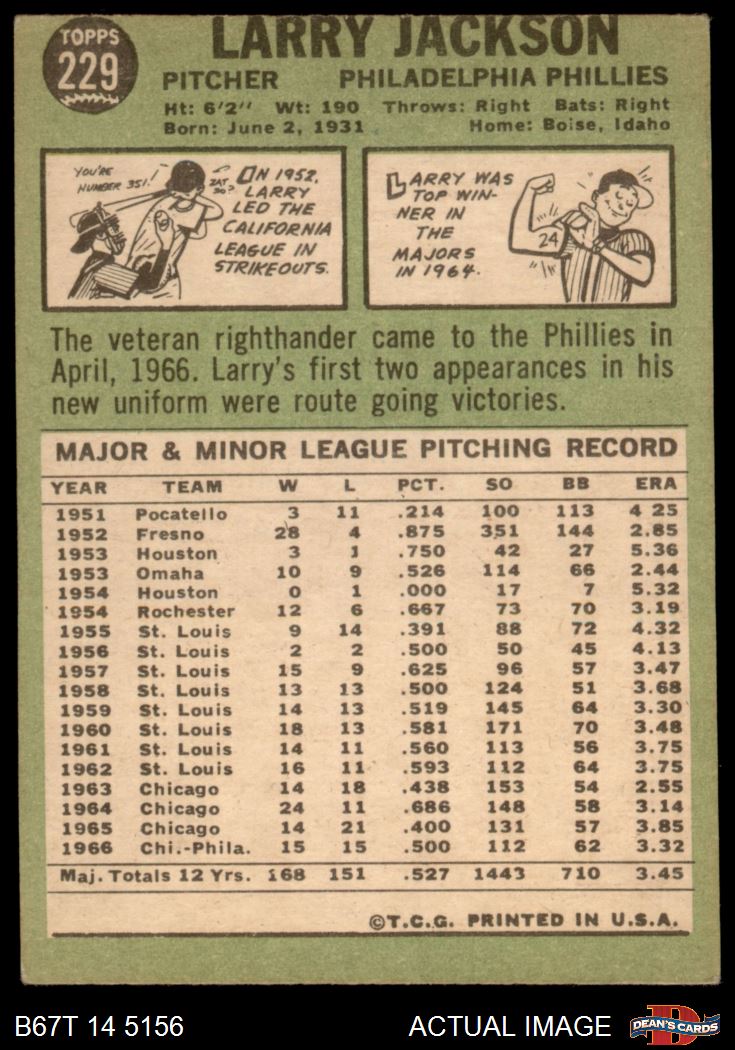 TOPPS
229
LARRY JACKSON
PITCHER PHILADELPHIA PHILLIES
Ht: 6'2" Wt: 190 Throws: Right Bats: Right
Born: June 2, 1931 Home: Boise, Idaho
YOU'RE
NUMBER 351!
ZAT
SO?
ON 1952,
LARRY
LED THE
CALIFORNIA
LEAGUE IN
STRIKEOUTS.
LARRY WAS
TOP WIN-
NER IN
THE
MAJORS
IN 1964.
24
The veteran righthander came to the Phillies in
April, 1966. Larry's first two appearances in his
new uniform were route going victories.
MAJOR & MINOR LEAGUE PITCHING RECORD
YEAR TEAM W L PCT. SO BB ERA
1951 Pocatello 3 11 .214 100 113 4 25
1952 Fresno 28 4 .875 351 144 2.85
1953 Houston 3 1 .750 42 27 5.36
1953 Omaha 10 9 .526 114 66 2.44
1954 Houston 0 1 .000 17 7 5.32
1954 Rochester 12 6 .667 73 70 3.19
1955 St. Louis 9 14 .391 88 72 4.32
1956 St. Louis 2 2 .500 50 45 4.13
1957 St. Louis 15 9 .625 96 57 3.47
1958 St. Louis 13 13 .500 124 51 3.68
1959 St. Louis 14 13 .519 145 64 3.30
1960 St. Louis 18 13 .581 171 70 3.48
1961 St. Louis 14 11 .560 113 56 3.75
1962 St. Louis 16 11 .593 112 64 3.75
1963 Chicago 14 18 .438 153 54 2.55
1964 Chicago 24 11 .686 148 58 3.14
1965 Chicago 14 21 .400 131 57 3.85
1966 Chi.-Phila. 15 15 .500 112 62 3.32
Maj. Totals 12 Yrs. 168 151 .527 1443 710 3.45
©T.C.G. PRINTED IN U.S.A.
B67T 14 5156 ACTUAL IMAGE
D
DEAN'S CARDS